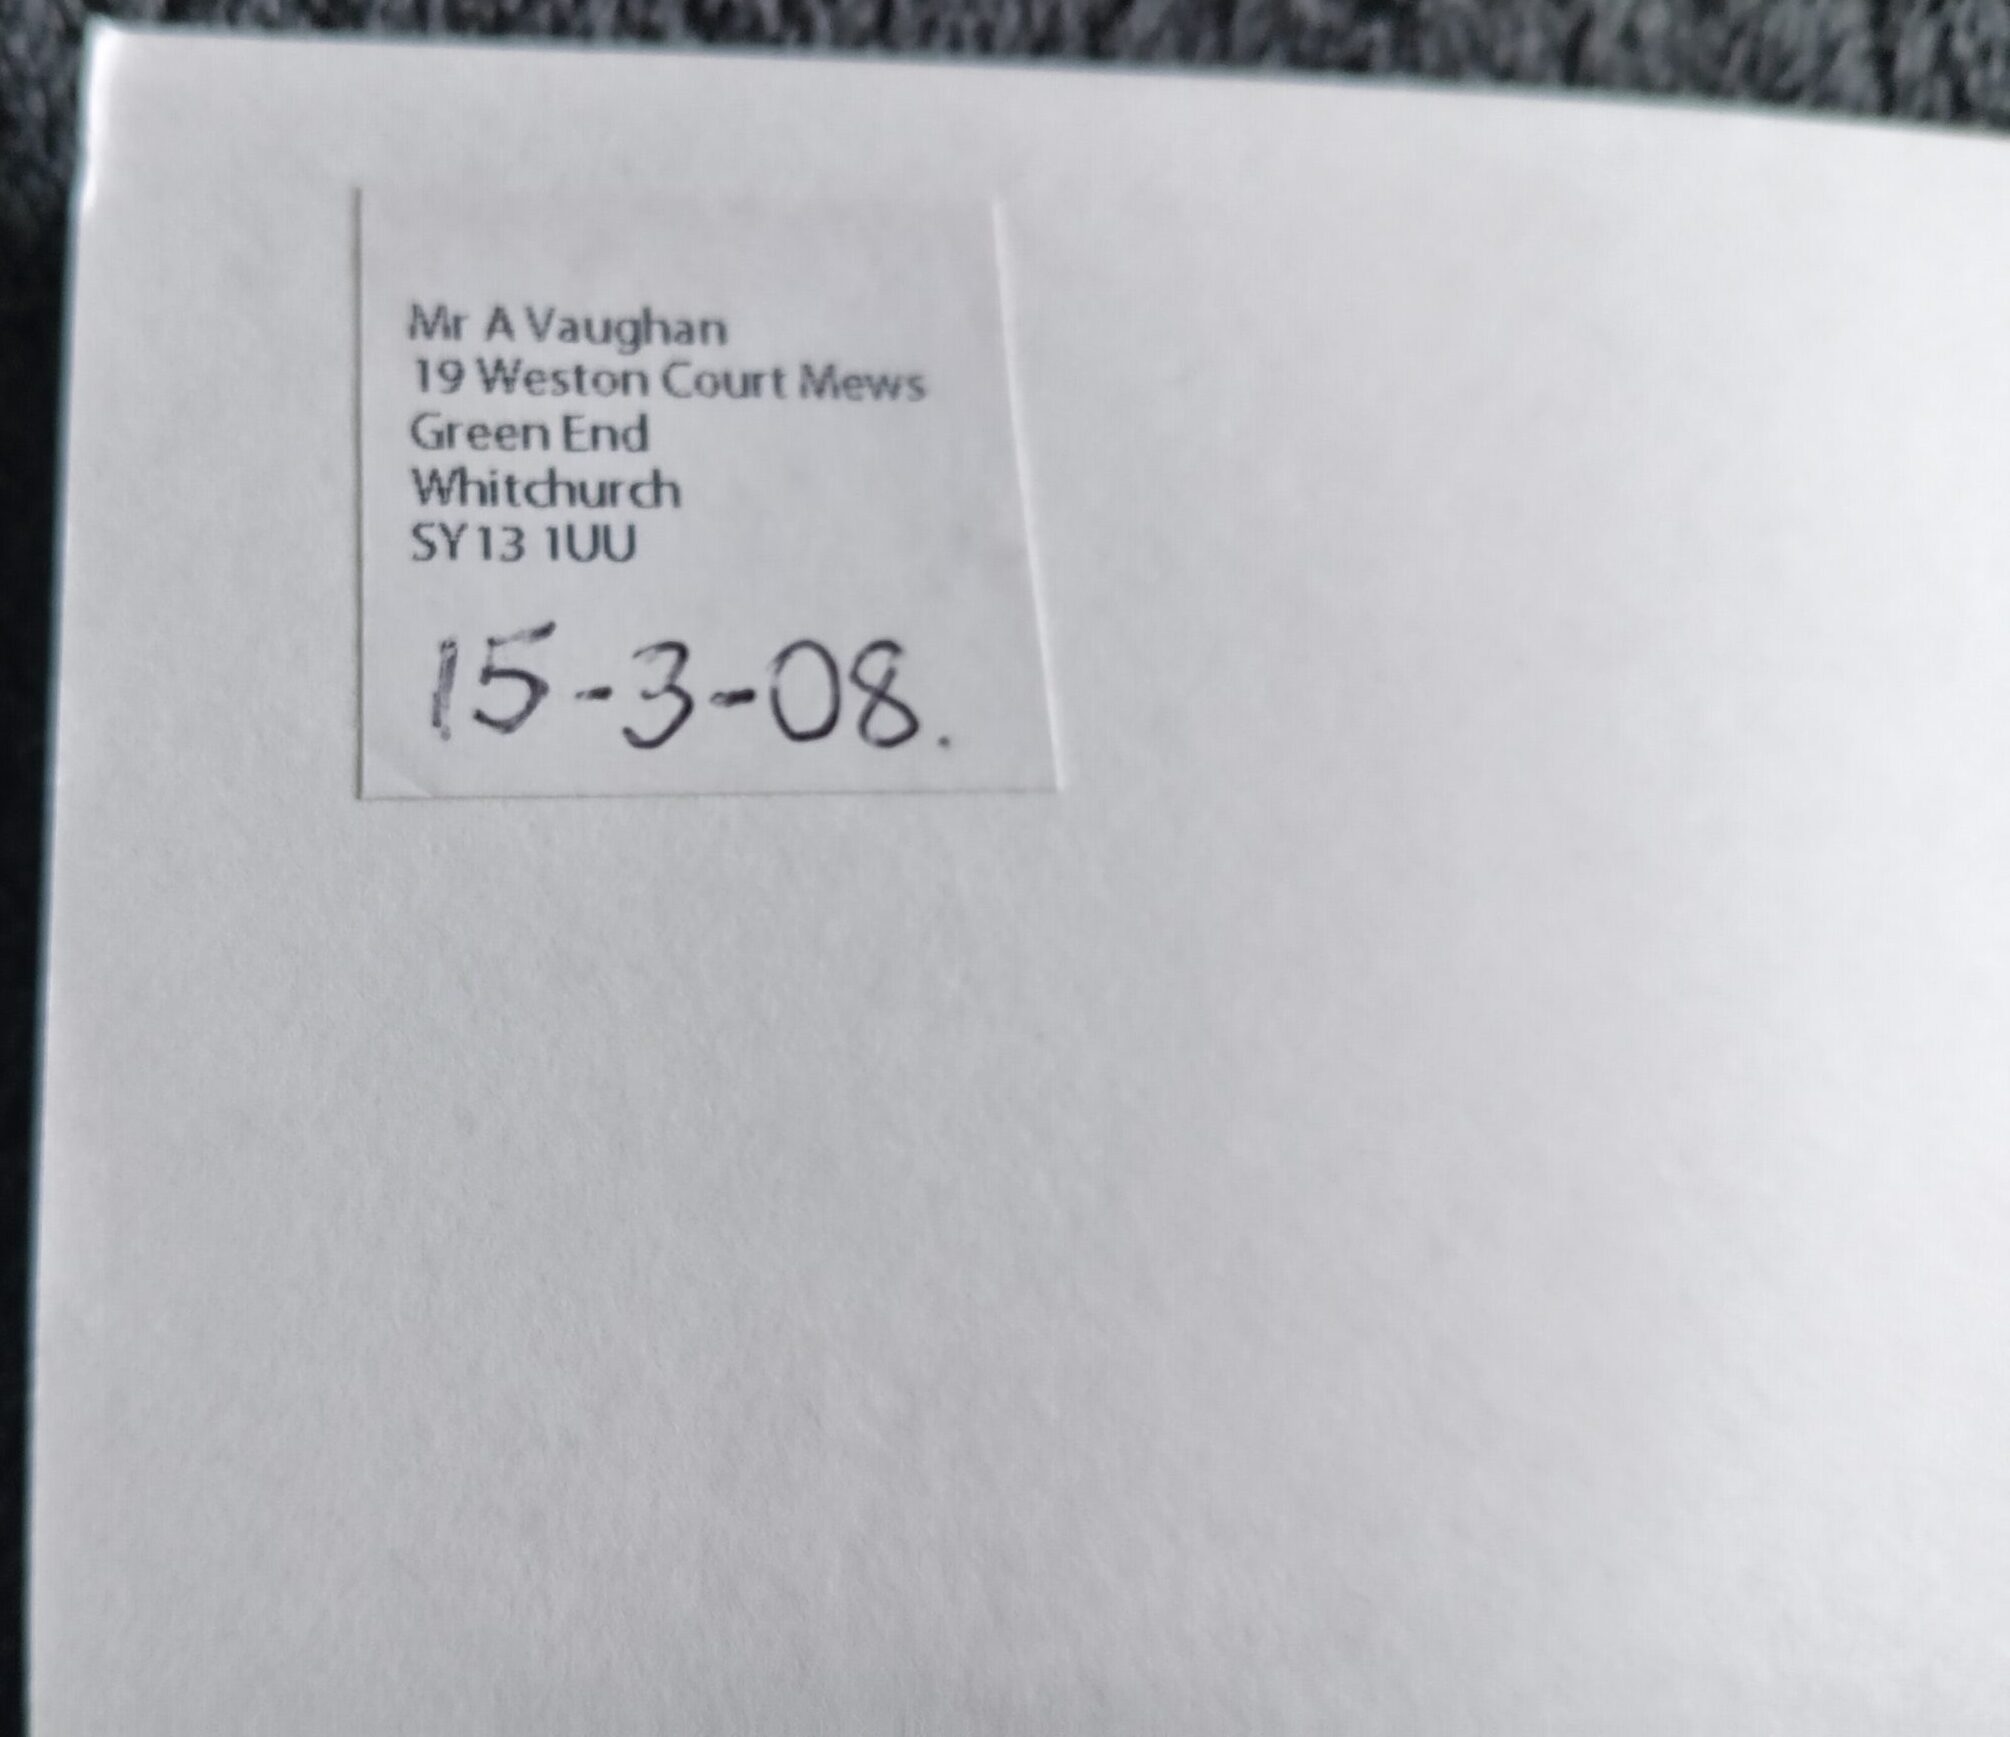 Mr A Vaughan
19 Weston Court Mews
Green End
Whitchurch
SY13 1UU
15-3-08.